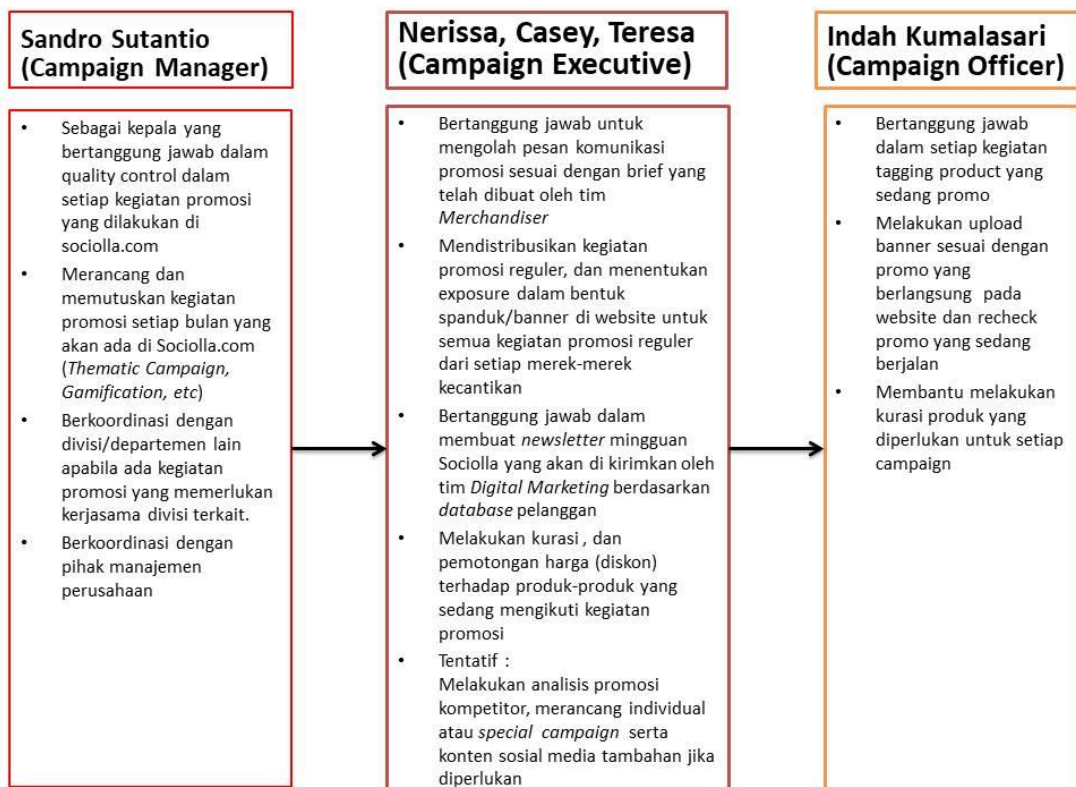 Sandro Sutantio
(Campaign Manager)
• Sebagai kepala yang
bertanggung jawab dalam
quality control dalam
setiap kegiatan promosi
yang dilakukan di
sociolla.com
• Merancang dan
memutuskan kegiatan
promosi setiap bulan yang
akan ada di Sociolla.com
(Thematic Campaign,
Gamification, etc)
• Berkoordinasi dengan
divisi/departemen lain
apabila ada kegiatan
promosi yang memerlukan
kerjasama divisi terkait.
• Berkoordinasi dengan
pihak manajemen
perusahaan
Nerissa, Casey, Teresa
(Campaign Executive)
• Bertanggung jawab untuk
mengolah pesan komunikasi
promosi sesuai dengan brief yang
telah dibuat oleh tim
Merchandiser
• Mendistribusikan kegiatan
promosi reguler, dan menentukan
exposure dalam bentuk
spanduk/banner di website untuk
semua kegiatan promosi reguler
dari setiap merek-merek
kecantikan
• Bertanggung jawab dalam
membuat newsletter mingguan
Sociolla yang akan di kirimkan oleh
tim Digital Marketing berdasarkan
database pelanggan
• Melakukan kurasi , dan
pemotongan harga (diskon)
terhadap produk-produk yang
sedang mengikuti kegiatan
promosi
• Tentatif :
Melakukan analisis promosi
kompetitor, merancang individual
atau special campaign serta
konten sosial media tambahan jika
diperlukan
Indah Kumalasari
(Campaign Officer)
• Bertanggung jawab
dalam setiap kegiatan
tagging product yang
sedang promo
• Melakukan upload
banner sesuai dengan
promo yang
berlangsung pada
website dan recheck
promo yang sedang
berjalan
• Membantu melakukan
kurasi produk yang
diperlukan untuk setiap
campaign